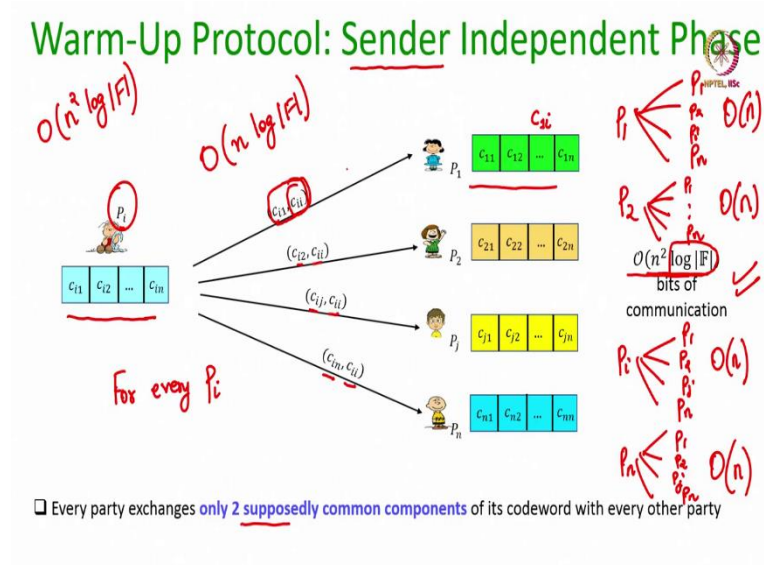 Warm-Up Protocol: Sender Independent Phase
NPTEL, IISc
O(n² log |F|)
O(n log |F|)
P_i
c_i1 c_i2 ... c_in
For every P_i
(c_i1, c_ii)
(c_i2, c_ii)
(c_ij, c_ii)
(c_in, c_ii)
C_1i
P_1
c_11 c_12 ... c_1n
P_2
c_21 c_22 ... c_2n
P_j
c_j1 c_j2 ... c_jn
P_n
c_n1 c_n2 ... c_nn
P_1
P_1
P_2
P_i
P_n
O(n)
P_2
P_1
:
P_n
O(n)
O(n² log |𝔽|)
bits of
communication
P_i
P_1
P_2
P_j
P_n
O(n)
P_n
P_1
P_2
P_j
P_n
O(n)
❑ Every party exchanges only 2 supposedly common components of its codeword with every other party